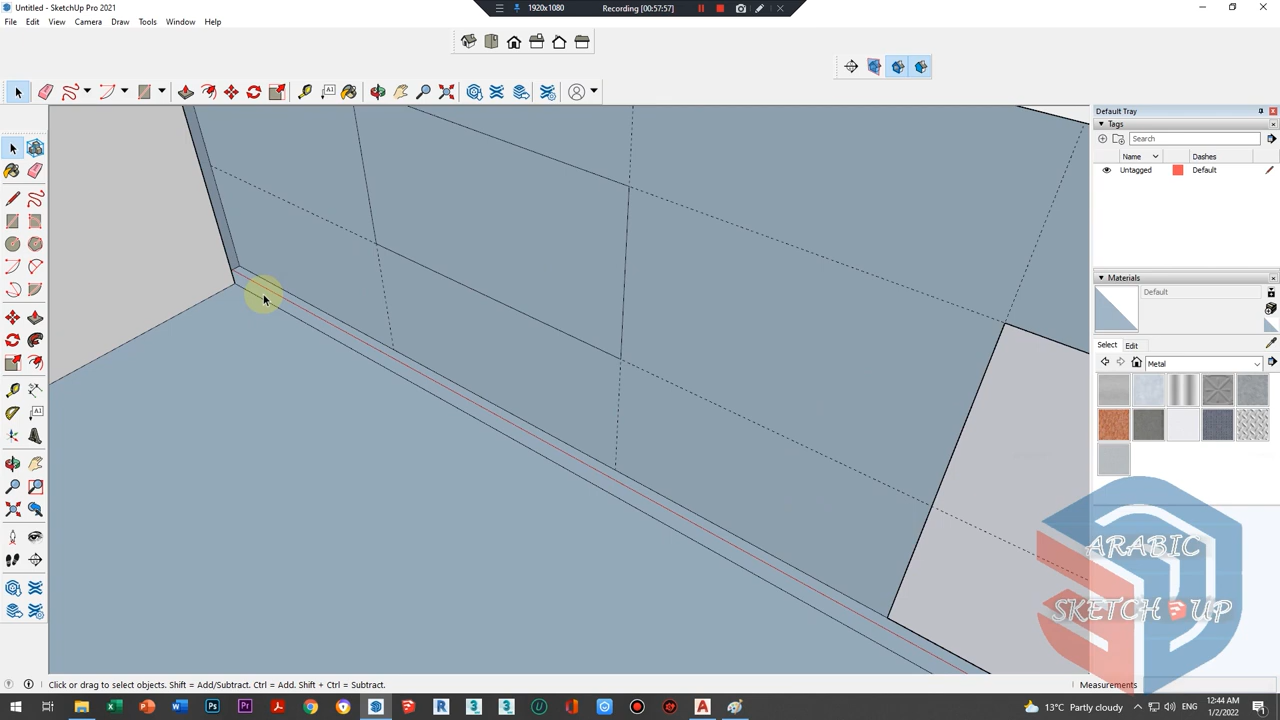 Untitled - SketchUp Pro 2021
1920x1080
Recording [00:57:57]
File Edit View Camera Draw Tools Window Help
Default Tray
Tags
Search
Name Dashes
Untagged Default
Materials
Default
Select Edit
Metal
ARABIC
SKETCH UP
Click or drag to select objects. Shift = Add/Subtract. Ctrl = Add. Shift + Ctrl = Subtract.
Measurements
13°C Partly cloudy
12:44 AM
1/2/2022